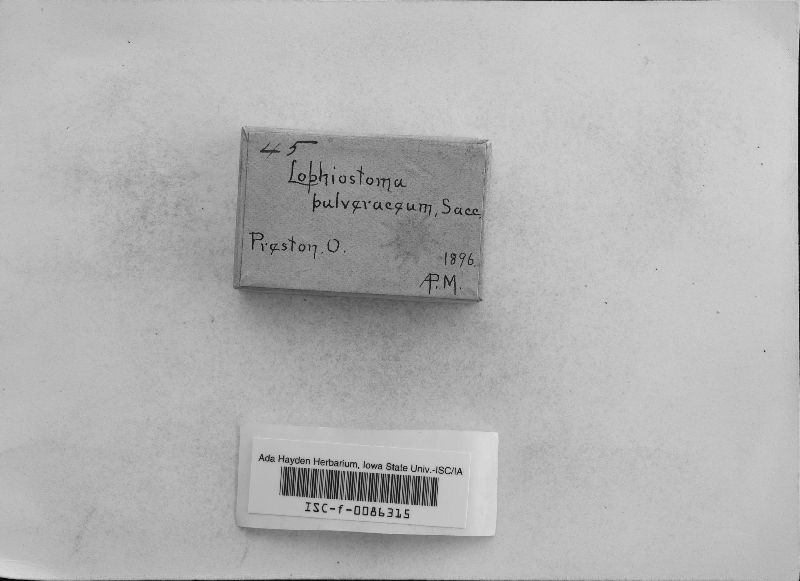 45
Lophiostoma
pulveraceum, Sacc.
Preston, O.
1896
A.P.M.
Ada Hayden Herbarium, Iowa State Univ.-ISC/IA
ISC-f-0086315